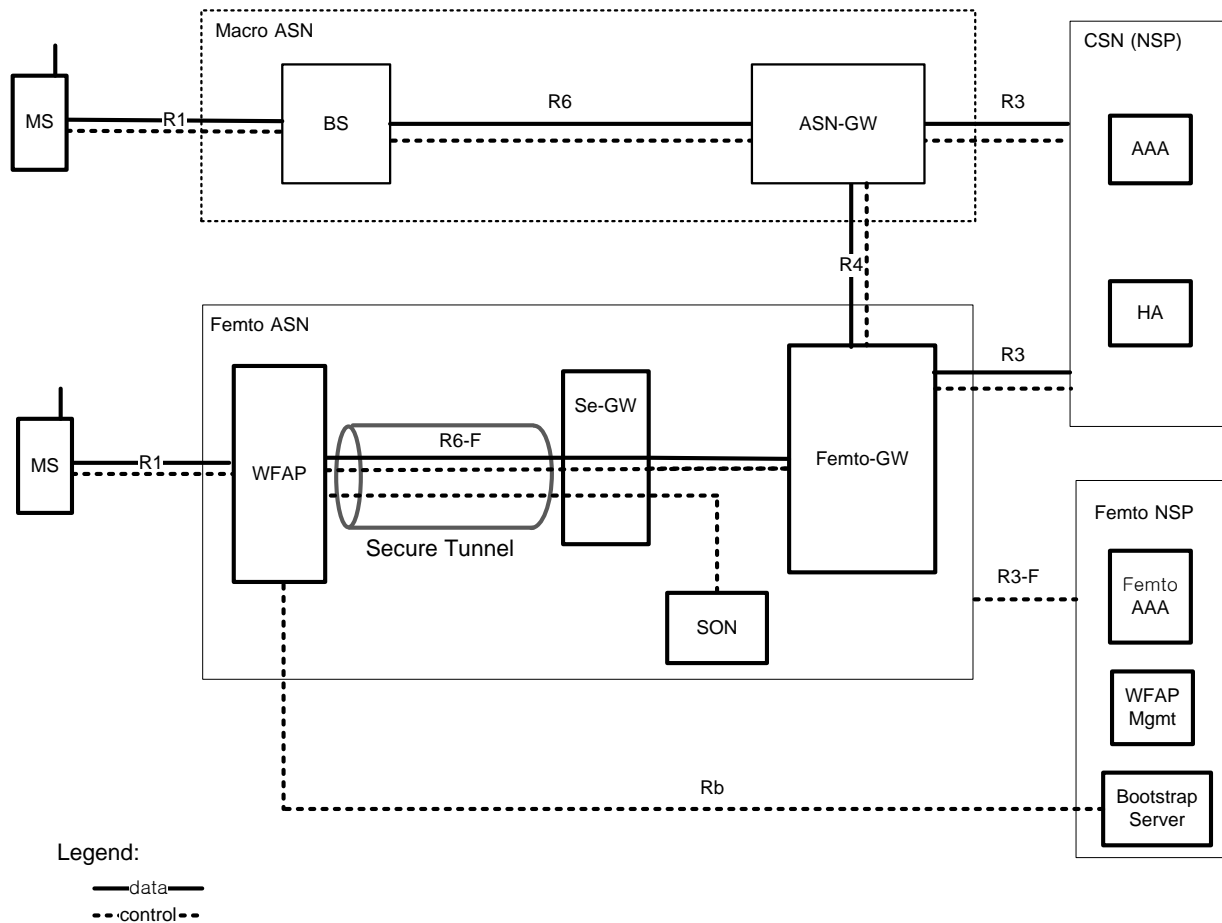 Macro ASN
CSN (NSP)
MS
R1
BS
R6
ASN-GW
R3
AAA
R4
HA
Femto ASN
R3
Se-GW
MS
R1
WFAP
R6-F
Femto-GW
Secure Tunnel
SON
R3-F
Femto NSP
Femto
AAA
WFAP
Mgmt
Rb
Bootstrap
Server
Legend:
data
control